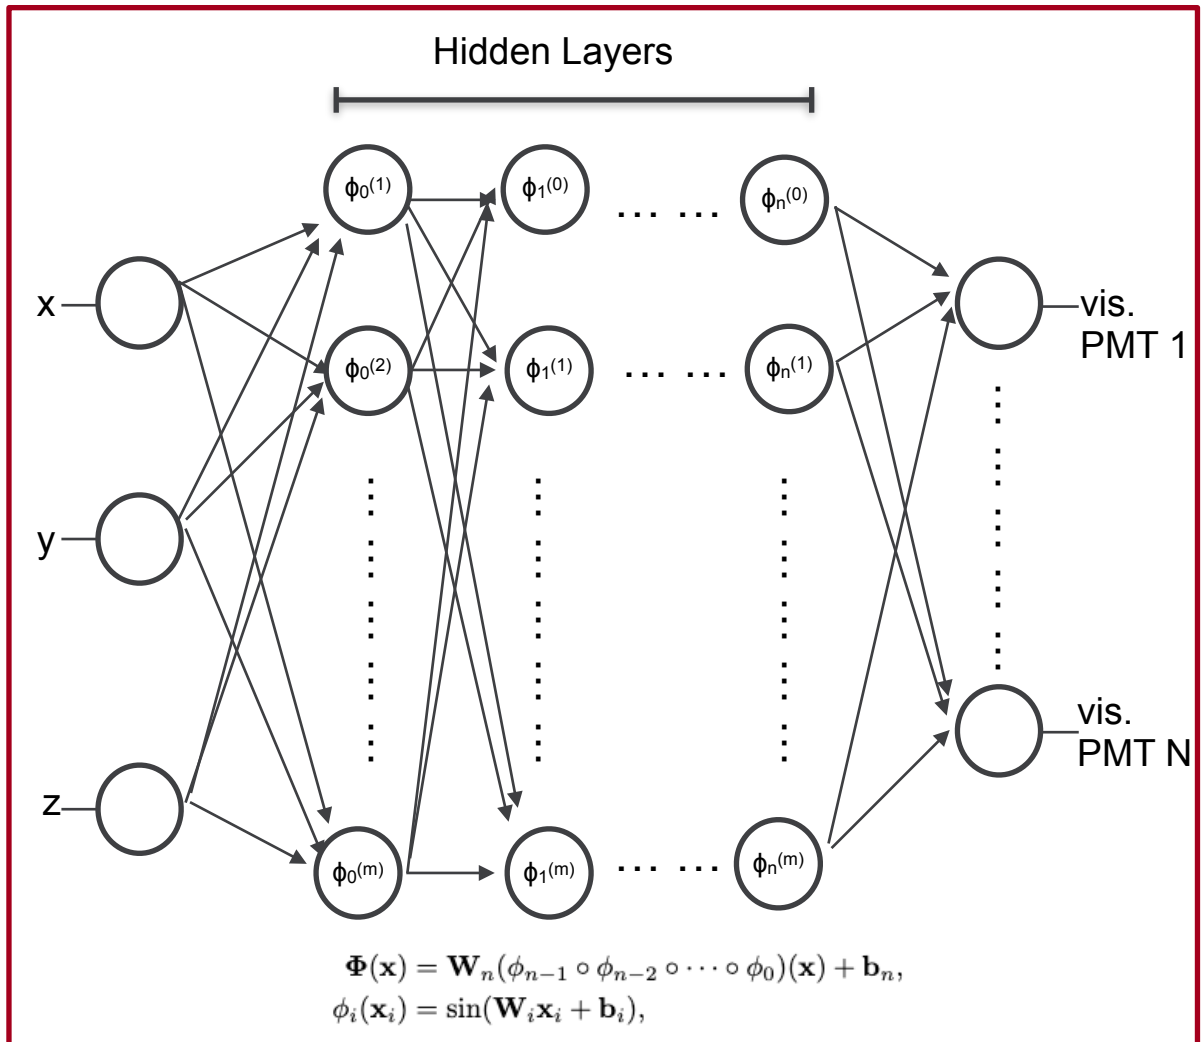 Hidden Layers
ϕ₀⁽¹⁾ ϕ₁⁽⁰⁾ ... ... ϕₙ⁽⁰⁾
x
vis.
PMT 1
ϕ₀⁽²⁾ ϕ₁⁽¹⁾ ... ... ϕₙ⁽¹⁾
y
vis.
PMT N
z
ϕ₀⁽ᵐ⁾ ϕ₁⁽ᵐ⁾ ... ... ϕₙ⁽ᵐ⁾
𝚽(𝐱) = 𝐖ₙ(ϕₙ₋₁ ∘ ϕₙ₋₂ ∘ ⋯ ∘ ϕ₀)(𝐱) + 𝐛ₙ,
ϕᵢ(𝐱ᵢ) = sin(𝐖ᵢ𝐱ᵢ + 𝐛ᵢ),